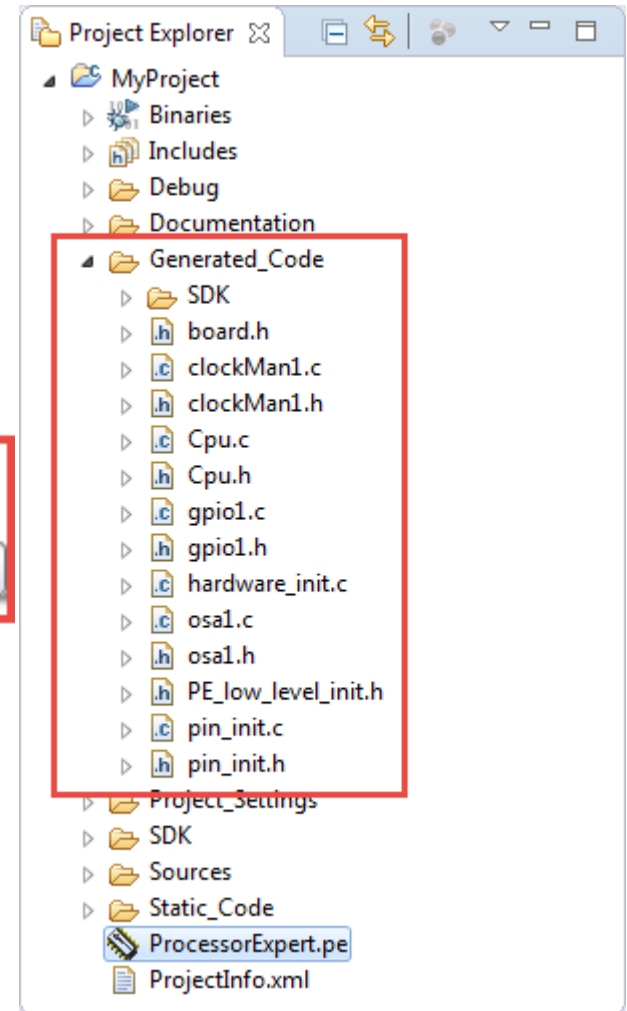 Project Explorer
MyProject
Binaries
Includes
Debug
Documentation
Generated_Code
SDK
board.h
clockMan1.c
clockMan1.h
Cpu.c
Cpu.h
gpio1.c
gpio1.h
hardware_init.c
osa1.c
osa1.h
PE_low_level_init.h
pin_init.c
pin_init.h
Project_Settings
SDK
Sources
Static_Code
ProcessorExpert.pe
ProjectInfo.xml